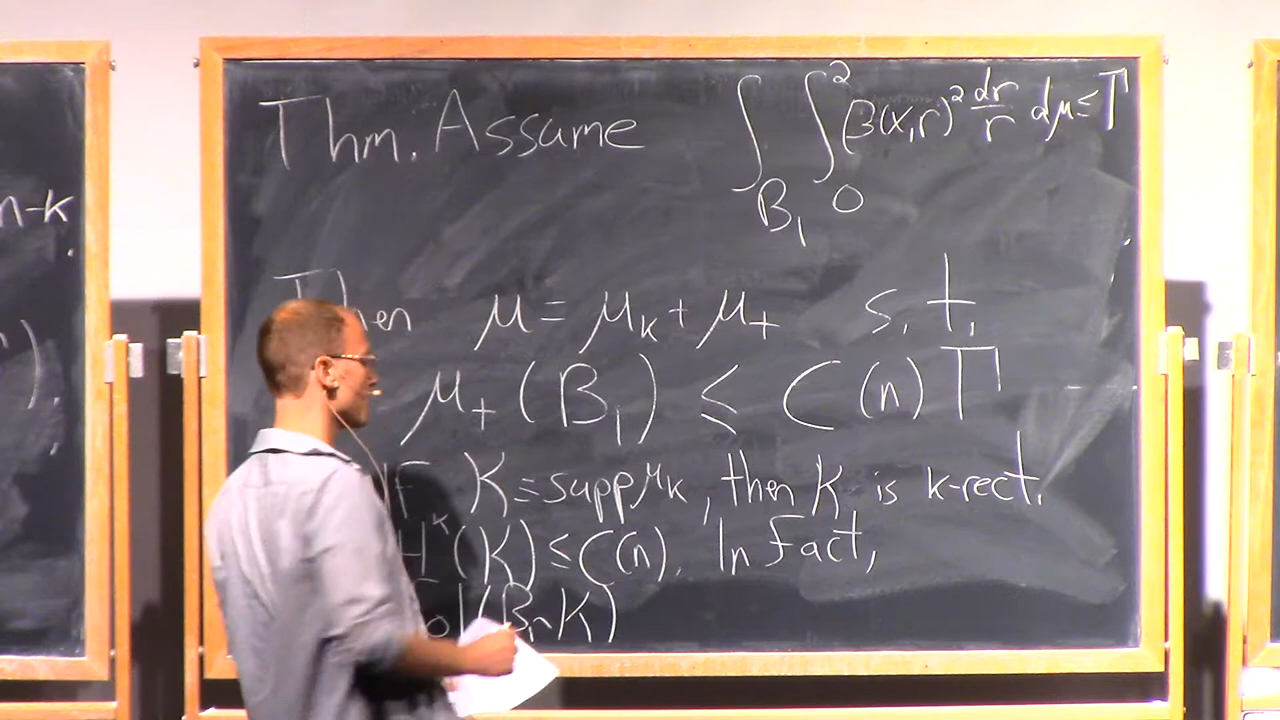 n-k
Thm. Assume ∫_{B_1} ∫_0^2 β(x,r)^2 dr/r dμ ≤ Γ
Then μ = μ_k + μ_+ s.t.
μ_+(B_1) ≤ C(n)Γ
If K = supp μ_k, then K is k-rect.
H^k(K) ≤ C(n). In fact,
Vol(B_r K)